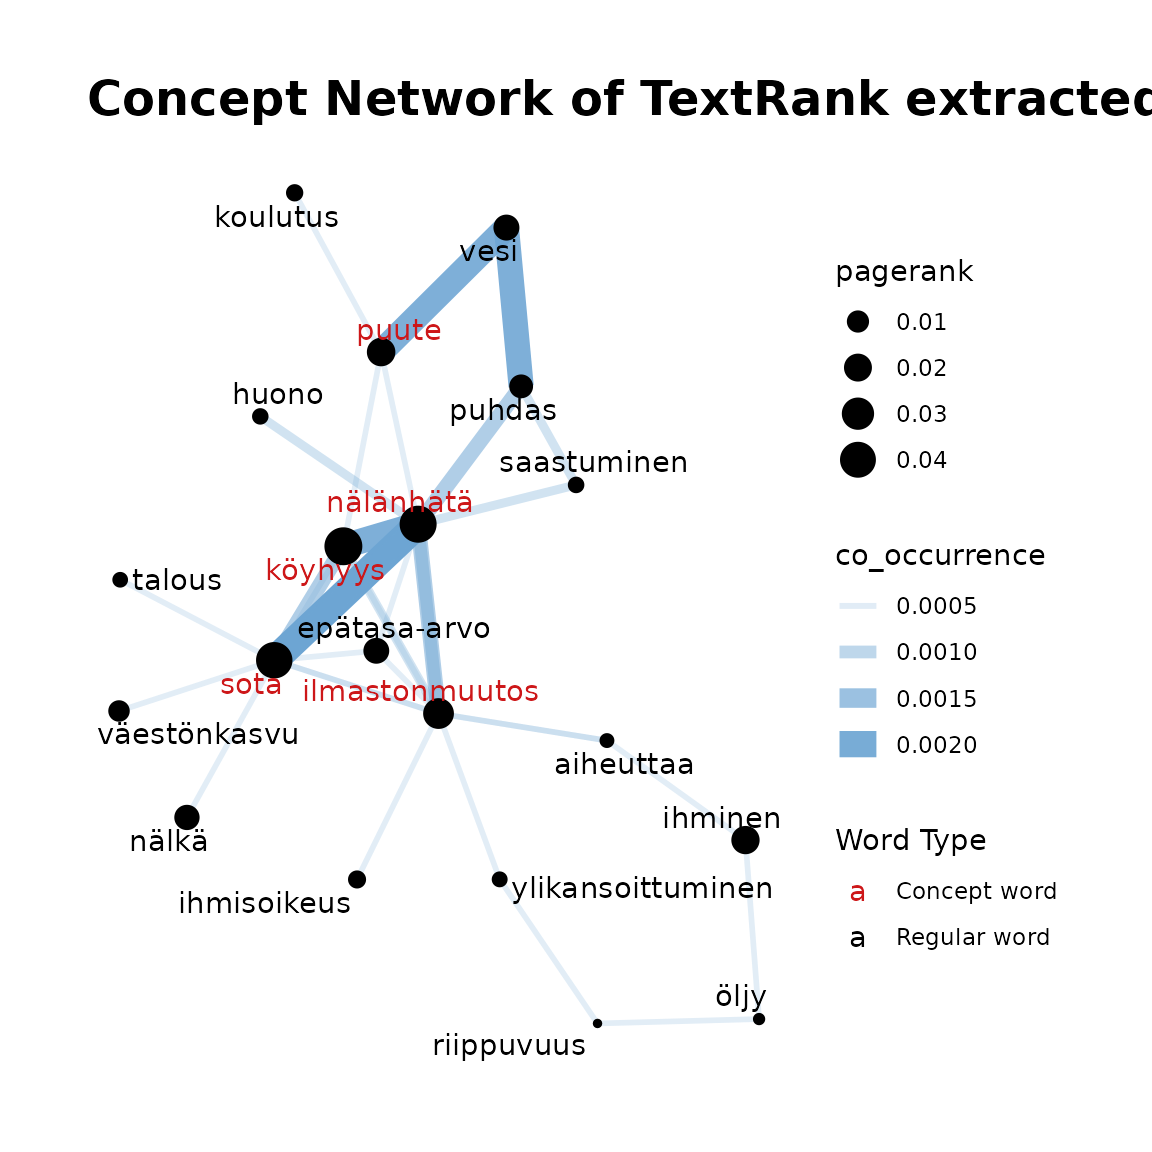 Concept Network of TextRank extracted
koulutus
vesi
puute
huono
puhdas
saastuminen
nälänhätä
köyhyys
talous
epätasa-arvo
sota
ilmastonmuutos
väestönkasvu
aiheuttaa
ihminen
nälkä
ihmisoikeus
ylikansoittuminen
öljy
riippuvuus
pagerank
0.01
0.02
0.03
0.04
co_occurrence
0.0005
0.0010
0.0015
0.0020
Word Type
a Concept word
a Regular word